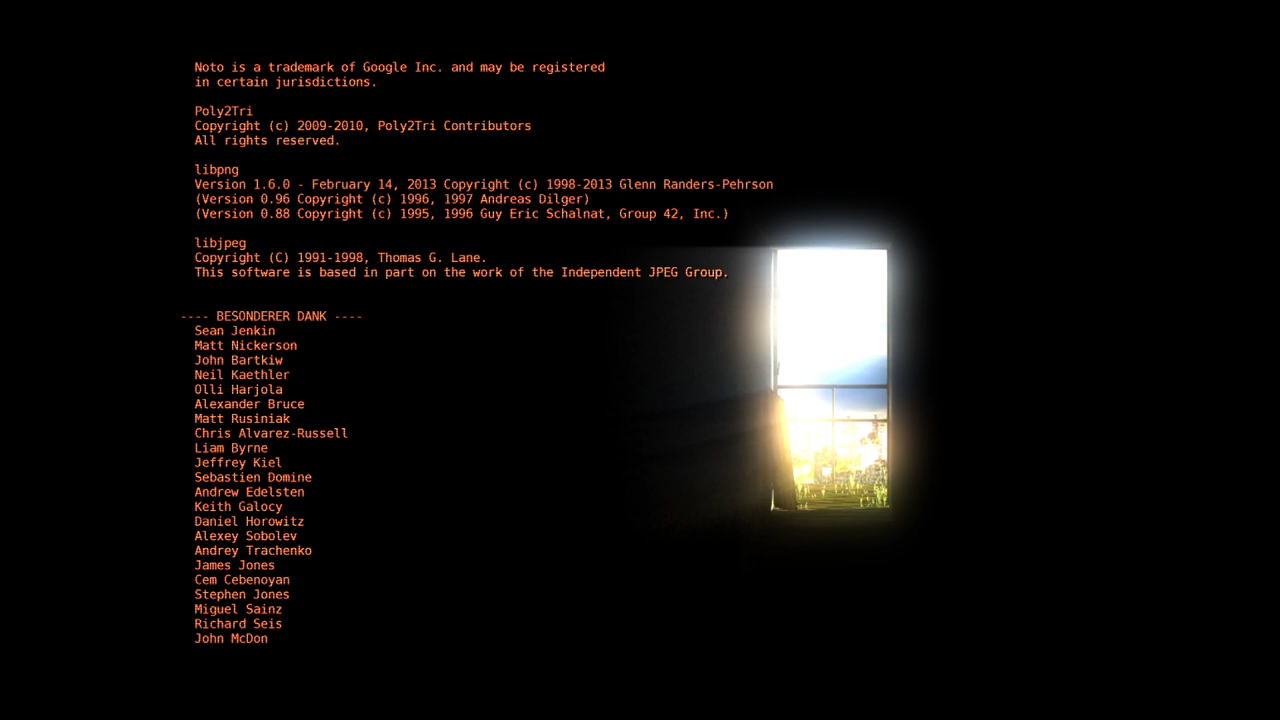 Noto is a trademark of Google Inc. and may be registered
in certain jurisdictions.
Poly2Tri
Copyright (c) 2009-2010, Poly2Tri Contributors
All rights reserved.
libpng
Version 1.6.0 - February 14, 2013 Copyright (c) 1998-2013 Glenn Randers-Pehrson
(Version 0.96 Copyright (c) 1996, 1997 Andreas Dilger)
(Version 0.88 Copyright (c) 1995, 1996 Guy Eric Schalnat, Group 42, Inc.)
libjpeg
Copyright (C) 1991-1998, Thomas G. Lane.
This software is based in part on the work of the Independent JPEG Group.
---- BESONDERER DANK ----
Sean Jenkin
Matt Nickerson
John Bartkiw
Neil Kaethler
Olli Harjola
Alexander Bruce
Matt Rusiniak
Chris Alvarez-Russell
Liam Byrne
Jeffrey Kiel
Sebastien Domine
Andrew Edelsten
Keith Galocy
Daniel Horowitz
Alexey Sobolev
Andrey Trachenko
James Jones
Cem Cebenoyan
Stephen Jones
Miguel Sainz
Richard Seis
John McDon